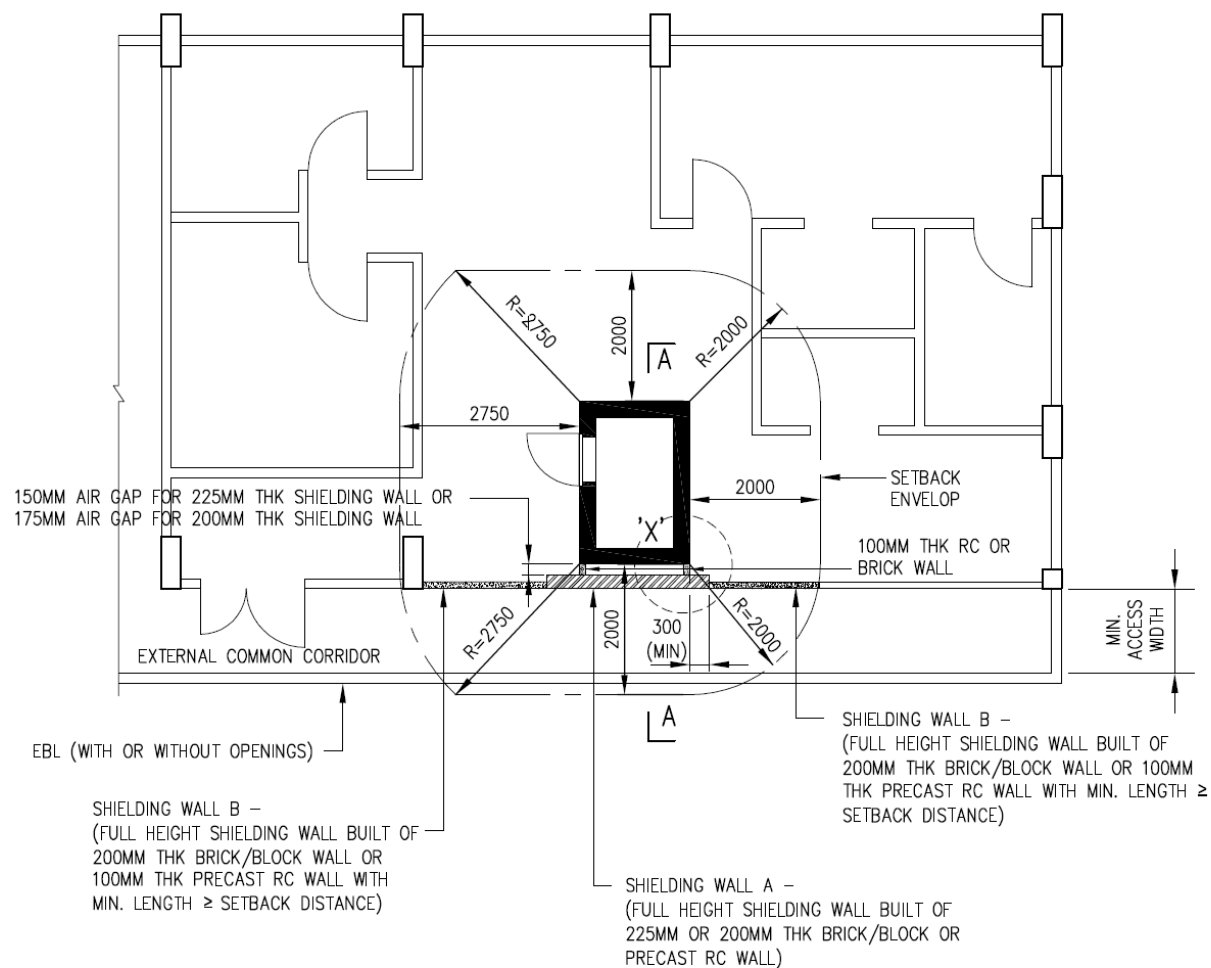 R=2750
2000
A
R=2000
2750
150MM AIR GAP FOR 225MM THK SHIELDING WALL OR
175MM AIR GAP FOR 200MM THK SHIELDING WALL
2000
SETBACK
ENVELOP
'X'
100MM THK RC OR
BRICK WALL
R=2750
2000
300
(MIN)
R=2000
MIN.
ACCESS
WIDTH
EXTERNAL COMMON CORRIDOR
A
EBL (WITH OR WITHOUT OPENINGS)
SHIELDING WALL B –
(FULL HEIGHT SHIELDING WALL BUILT OF
200MM THK BRICK/BLOCK WALL OR 100MM
THK PRECAST RC WALL WITH MIN. LENGTH ≥
SETBACK DISTANCE)
SHIELDING WALL B –
(FULL HEIGHT SHIELDING WALL BUILT OF
200MM THK BRICK/BLOCK WALL OR
100MM THK PRECAST RC WALL WITH
MIN. LENGTH ≥ SETBACK DISTANCE)
SHIELDING WALL A –
(FULL HEIGHT SHIELDING WALL BUILT OF
225MM OR 200MM THK BRICK/BLOCK OR
PRECAST RC WALL)